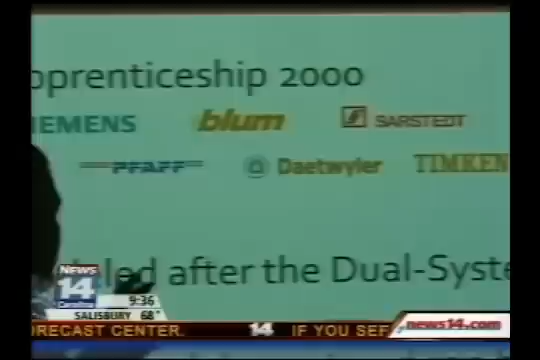 pprenticeship 2000
IEMENS blum SARSTEDT
PFAFF Daetwyler TIMKEN
led after the Dual-Syste
NEWS
14
Carolina
9:36
SALISBURY 68°
ORECAST CENTER. 14 IF YOU SEE
news14.com